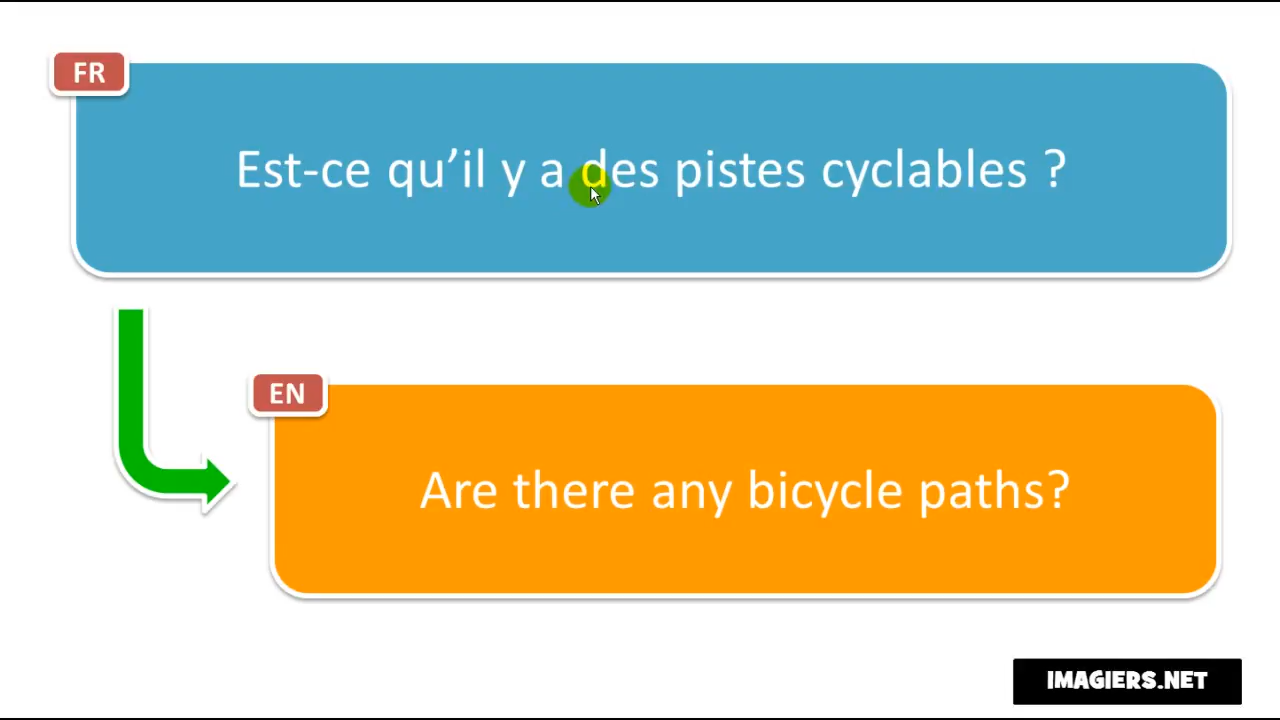 FR
Est-ce qu’il y a des pistes cyclables ?
EN
Are there any bicycle paths?
IMAGIERS.NET